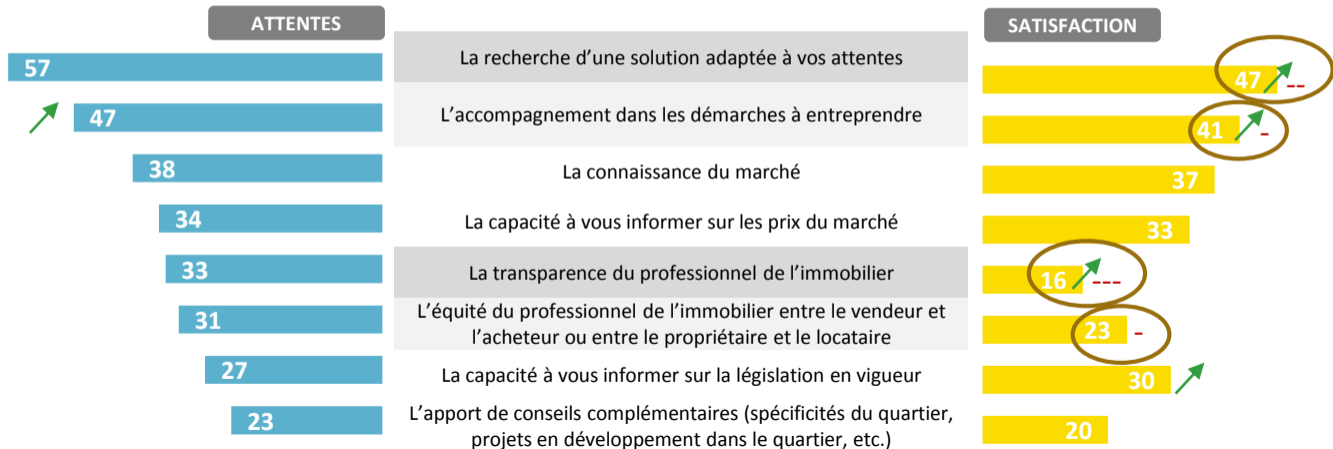 ATTENTES
SATISFACTION
57
La recherche d’une solution adaptée à vos attentes
47
--
47
L’accompagnement dans les démarches à entreprendre
41
-
38
La connaissance du marché
37
34
La capacité à vous informer sur les prix du marché
33
33
La transparence du professionnel de l’immobilier
16
---
31
L’équité du professionnel de l’immobilier entre le vendeur et
l’acheteur ou entre le propriétaire et le locataire
23
-
27
La capacité à vous informer sur la législation en vigueur
30
23
L’apport de conseils complémentaires (spécificités du quartier,
projets en développement dans le quartier, etc.)
20